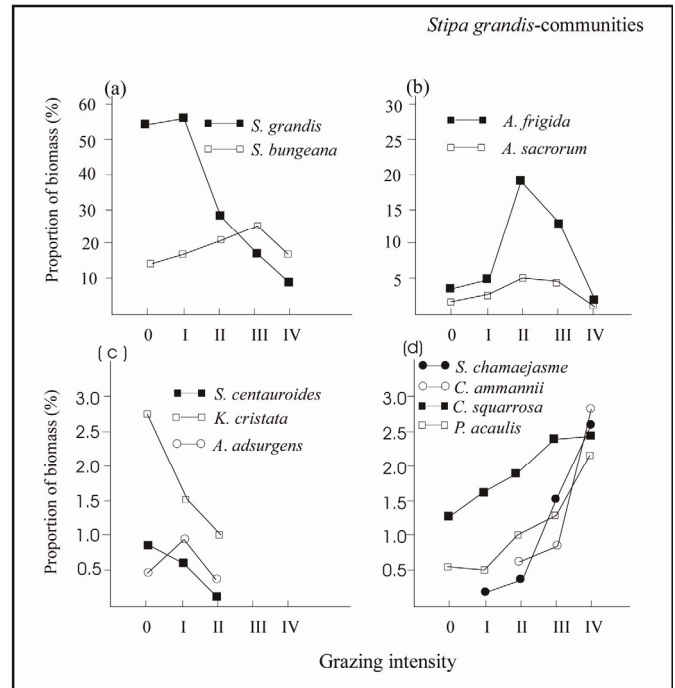 Stipa grandis-communities
(a)
Proportion of biomass (%)
60
50
40
30
20
10
S. grandis
S. bungeana
0 I II III IV
(b)
30
25
20
15
10
5
A. frigida
A. sacrorum
0 I II III IV
(c)
Proportion of biomass (%)
3.0
2.5
2.0
1.5
1.0
0.5
S. centauroides
K. cristata
A. adsurgens
0 I II III IV
(d)
3.0
2.5
2.0
1.5
1.0
0.5
S. chamaejasme
C. ammannii
C. squarrosa
P. acaulis
0 I II III IV
Grazing intensity